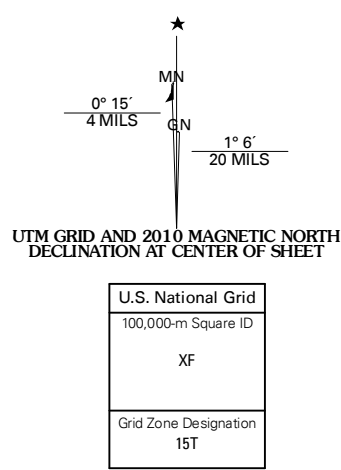 MN
0° 15´
4 MILS
GN
1° 6´
20 MILS
UTM GRID AND 2010 MAGNETIC NORTH
DECLINATION AT CENTER OF SHEET
U.S. National Grid
100,000-m Square ID
XF
Grid Zone Designation
15T